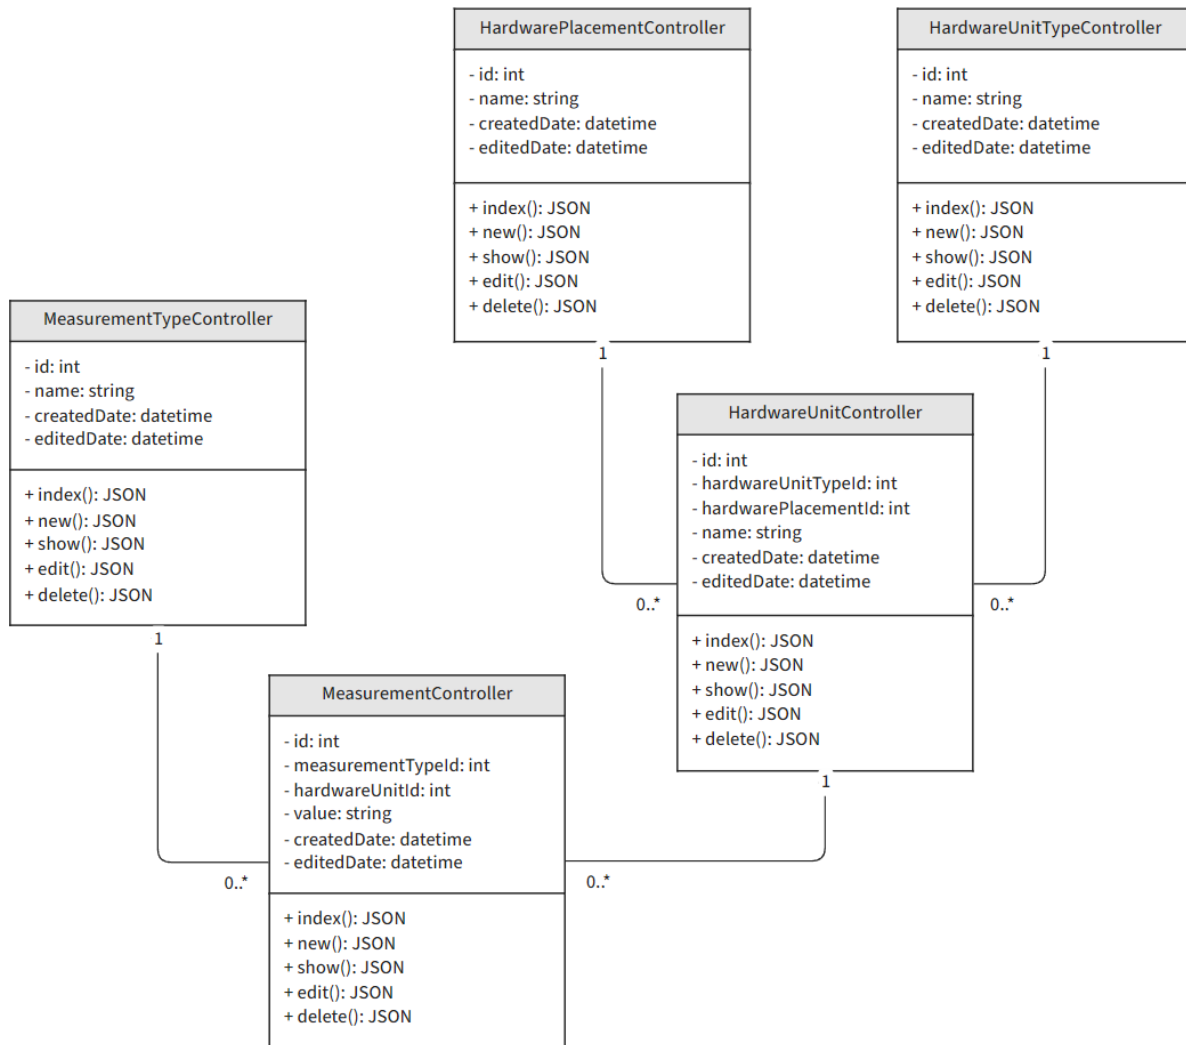 HardwarePlacementController
- id: int
- name: string
- createdDate: datetime
- editedDate: datetime
+ index(): JSON
+ new(): JSON
+ show(): JSON
+ edit(): JSON
+ delete(): JSON
1
HardwareUnitTypeController
- id: int
- name: string
- createdDate: datetime
- editedDate: datetime
+ index(): JSON
+ new(): JSON
+ show(): JSON
+ edit(): JSON
+ delete(): JSON
1
MeasurementTypeController
- id: int
- name: string
- createdDate: datetime
- editedDate: datetime
+ index(): JSON
+ new(): JSON
+ show(): JSON
+ edit(): JSON
+ delete(): JSON
1
HardwareUnitController
- id: int
- hardwareUnitTypeId: int
- hardwarePlacementId: int
- name: string
- createdDate: datetime
- editedDate: datetime
0..*
0..*
+ index(): JSON
+ new(): JSON
+ show(): JSON
+ edit(): JSON
+ delete(): JSON
1
MeasurementController
- id: int
- measurementTypeId: int
- hardwareUnitId: int
- value: string
- createdDate: datetime
- editedDate: datetime
0..*
0..*
+ index(): JSON
+ new(): JSON
+ show(): JSON
+ edit(): JSON
+ delete(): JSON